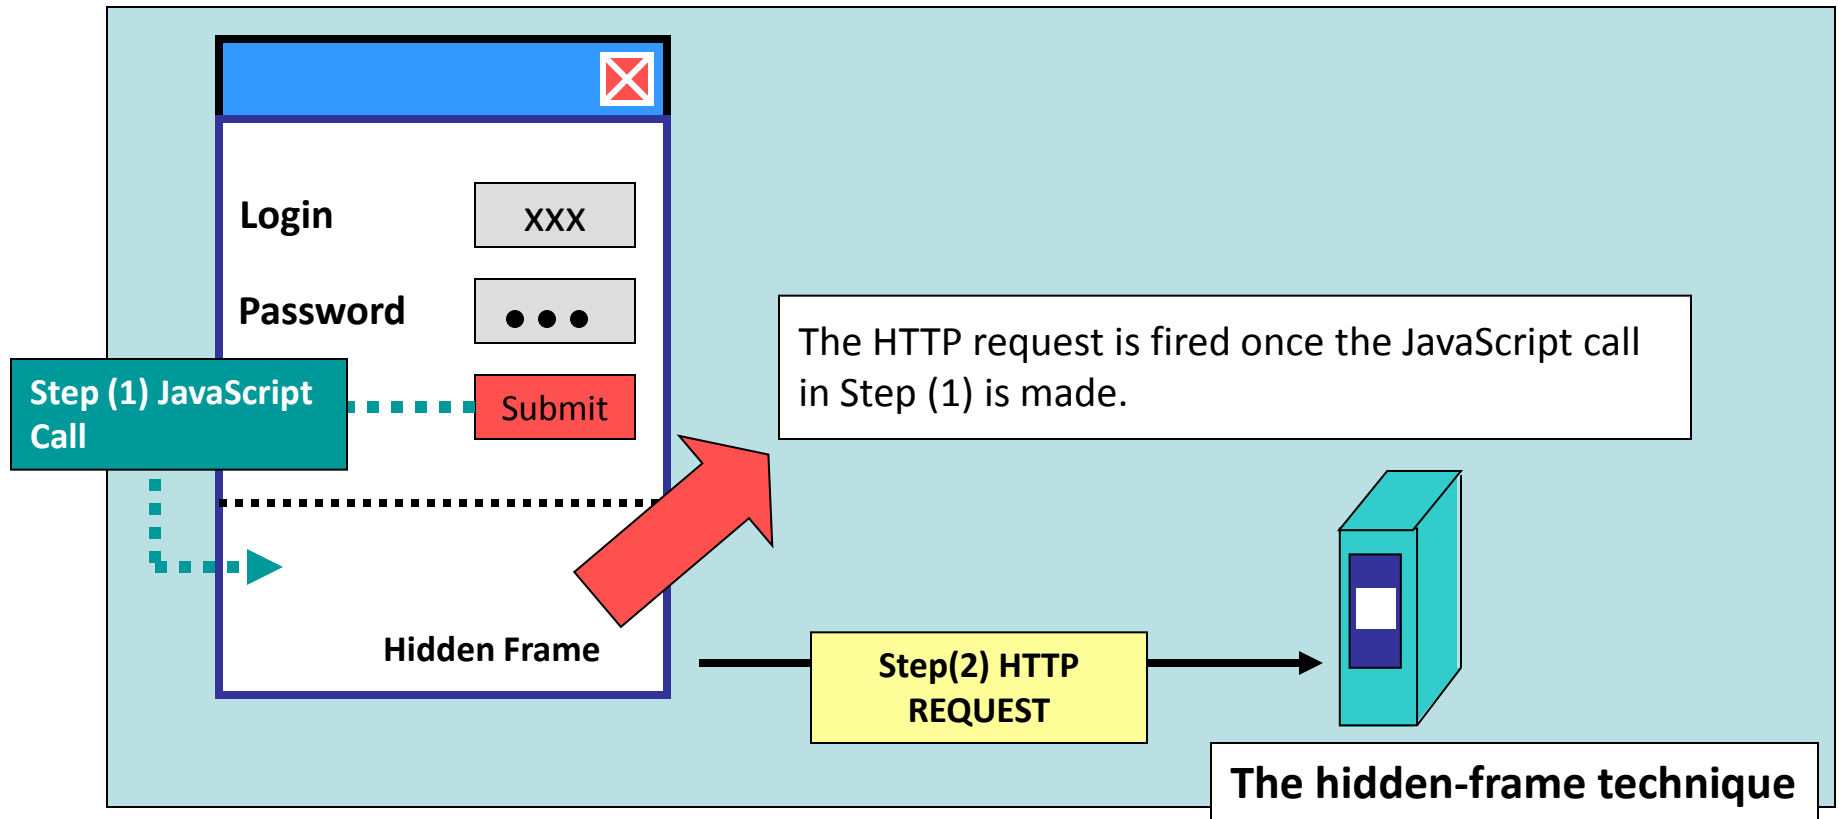 Login
xxx
Password
•••
Step (1) JavaScript
Call
Submit
The HTTP request is fired once the JavaScript call
in Step (1) is made.
Hidden Frame
Step(2) HTTP
REQUEST
The hidden-frame technique